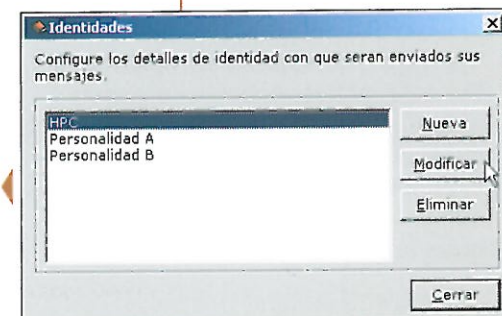 Identidades
Configure los detalles de identidad con que seran enviados sus
mensajes.
HPC
Personalidad A
Personalidad B
Nueva
Modificar
Eliminar
Cerrar